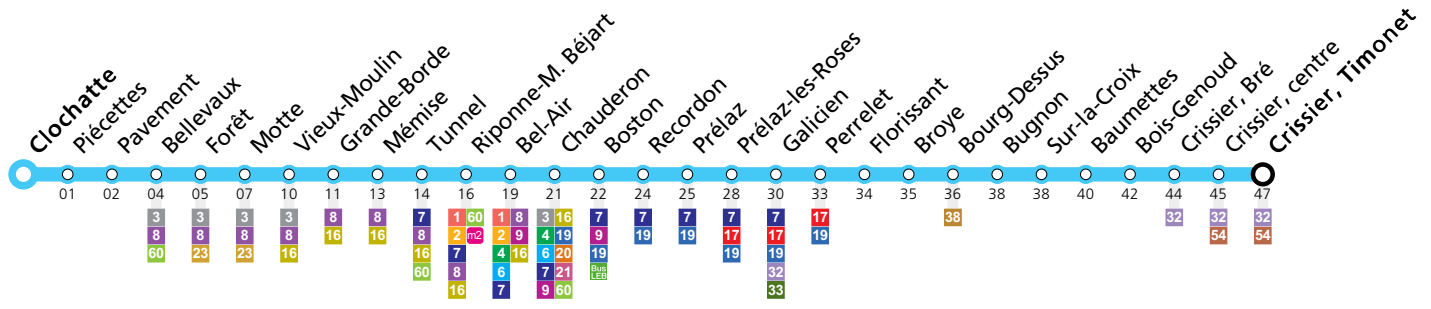 Clochatte
Piécettes
Pavement
Bellevaux
Forêt
Motte
Vieux-Moulin
Grande-Borde
Mémise
Tunnel
Riponne-M. Béjart
Bel-Air
Chauderon
Boston
Recordon
Prélaz
Prélaz-les-Roses
Galicien
Perrelet
Florissant
Broye
Bourg-Dessus
Bugnon
Sur-la-Croix
Baumettes
Bois-Genoud
Crissier, Bré
Crissier, centre
Crissier, Timonet
01 02 04 05 07 10 11 13 14 16 19 21 22 24 25 28 30 33 34 35 36 38 38 40 42 44 45 47
3 3 3 3 8 8 7 1 60 1 8 3 16 7 7 7 7 7 17 38 32 32 32
8 8 8 8 16 16 8 2 m2 2 9 4 19 9 19 19 17 17 19 54 54
60 23 23 16 16 7 4 16 6 20 19 19 19
60 8 6 7 21 Bus LEB 32
16 7 9 60 33